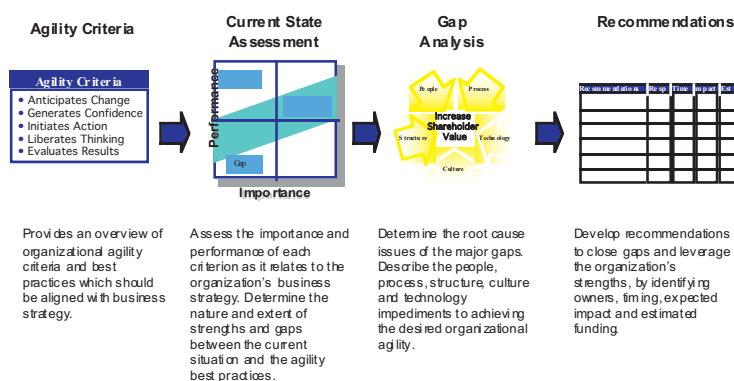 Agility Criteria
Current State
Assessment
Gap
Analysis
Recommendations
Agility Criteria
• Anticipates Change
• Generates Confidence
• Initiates Action
• Liberates Thinking
• Evaluates Results
Performance
Gap
Importance
People
Process
Increase
Shareholder
Value
Structure
Technology
Culture
Recommendations Resp Time Impact Est
Provides an overview of
organizational agility
criteria and best
practices which should
be aligned with business
strategy.
Assess the importance and
performance of each
criterion as it relates to the
organization's business
strategy. Determine the
nature and extent of
strengths and gaps
between the current
situation and the agility
best practices.
Determine the root cause
issues of the major gaps.
Describe the people,
process, structure, culture
and technology
impediments to achieving
the desired organizational
agility.
Develop recommendations
to close gaps and leverage
the organization's
strengths, by identifying
owners, timing, expected
impact and estimated
funding.